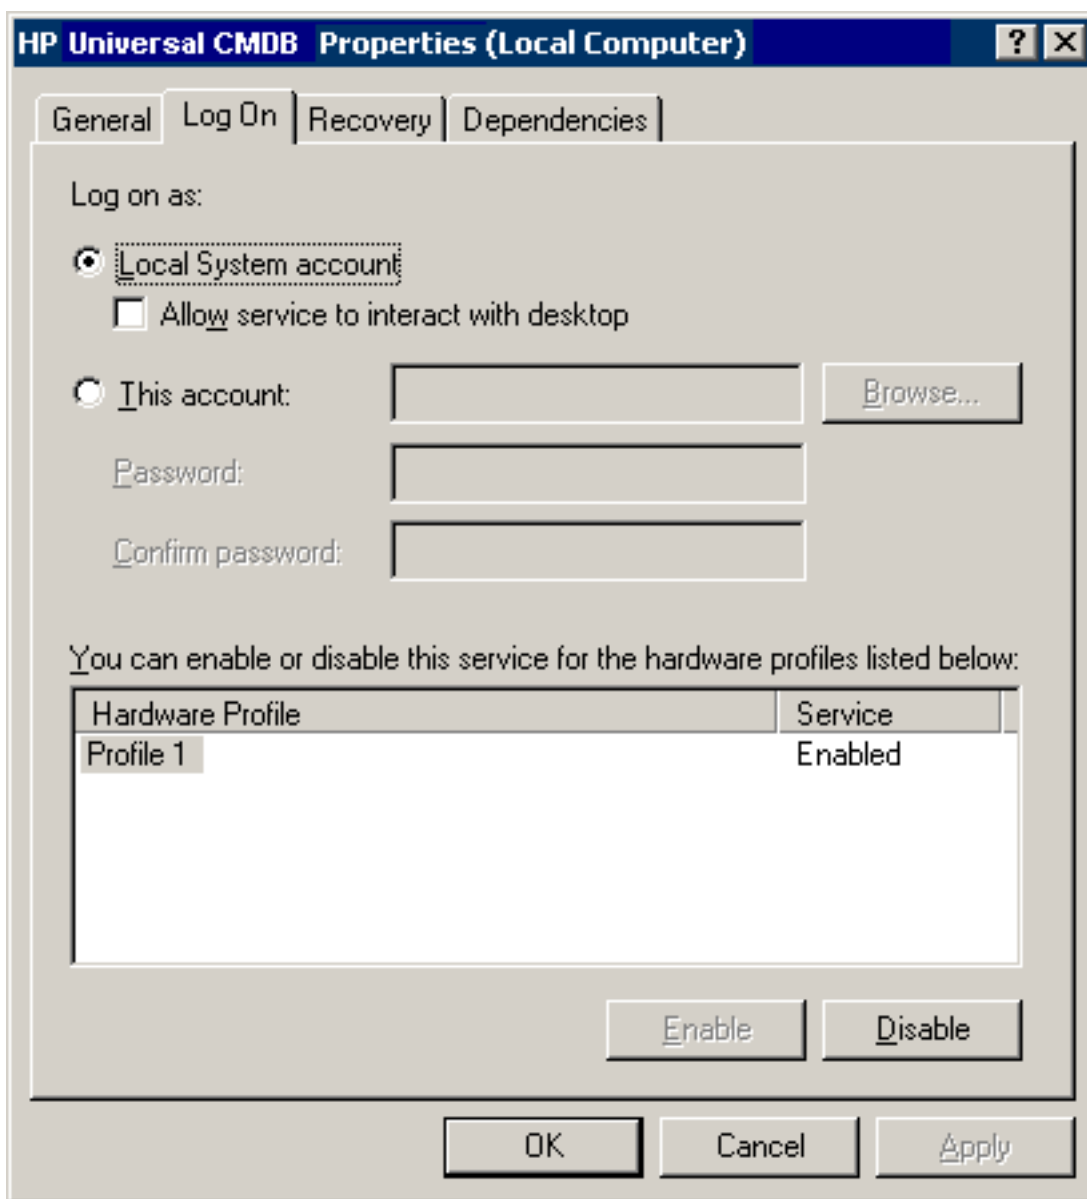 HP Universal CMDB Properties (Local Computer) ? X
General Log On Recovery Dependencies
Log on as:
Local System account
Allow service to interact with desktop
This account: Browse...
Password:
Confirm password:
You can enable or disable this service for the hardware profiles listed below:
Hardware Profile Service
Profile 1 Enabled
Enable Disable
OK Cancel Apply